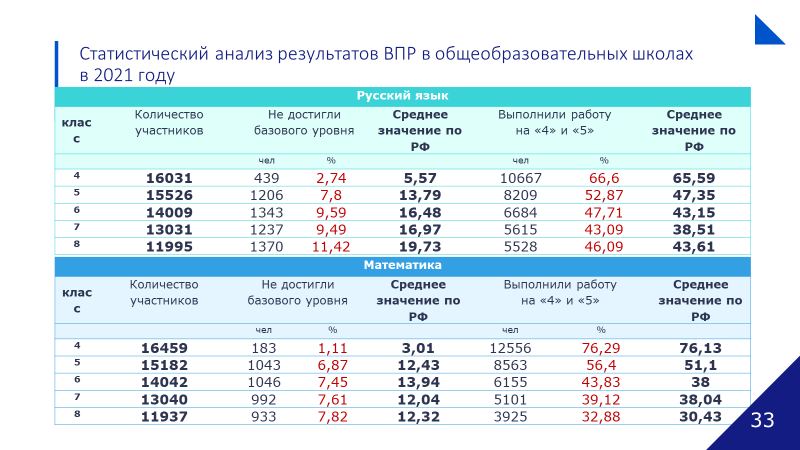 Статистический анализ результатов ВПР в общеобразовательных школах
в 2021 году
Русский язык
клас
с
Количество
участников
Не достигли
базового уровня
Среднее
значение по
РФ
Выполнили работу
на «4» и «5»
Среднее
значение по
РФ
чел % чел %
4 16031 439 2,74 5,57 10667 66,6 65,59
5 15526 1206 7,8 13,79 8209 52,87 47,35
6 14009 1343 9,59 16,48 6684 47,71 43,15
7 13031 1237 9,49 16,97 5615 43,09 38,51
8 11995 1370 11,42 19,73 5528 46,09 43,61
Математика
клас
с
Количество
участников
Не достигли
базового уровня
Среднее
значение по
РФ
Выполнили работу
на «4» и «5»
Среднее
значение по
РФ
чел % чел %
4 16459 183 1,11 3,01 12556 76,29 76,13
5 15182 1043 6,87 12,43 8563 56,4 51,1
6 14042 1046 7,45 13,94 6155 43,83 38
7 13040 992 7,61 12,04 5101 39,12 38,04
8 11937 933 7,82 12,32 3925 32,88 30,43
33